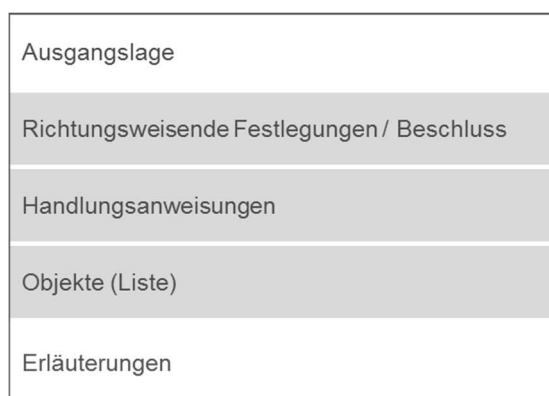 Ausgangslage
Richtungsweisende Festlegungen / Beschluss
Handlungsanweisungen
Objekte (Liste)
Erläuterungen